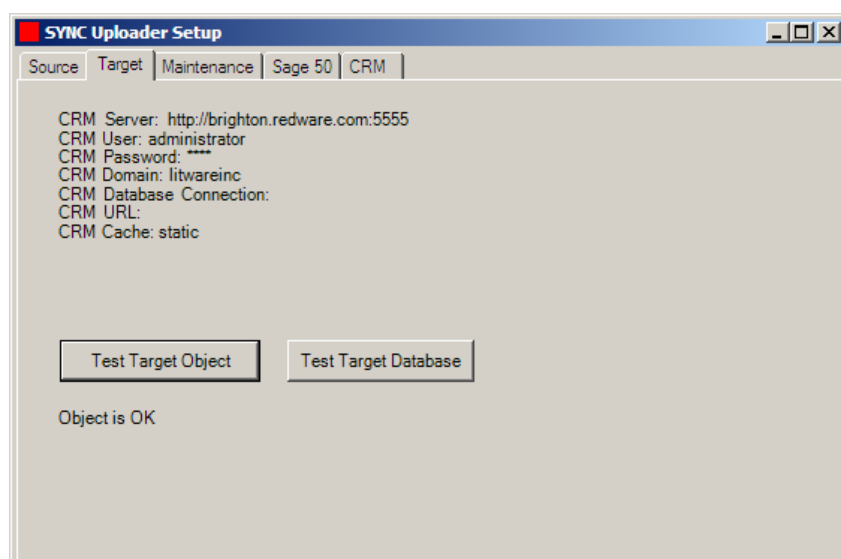 SYNC Uploader Setup
Source Target Maintenance Sage 50 CRM
CRM Server: http://brighton.redware.com:5555
CRM User: administrator
CRM Password: ****
CRM Domain: litwareinc
CRM Database Connection:
CRM URL:
CRM Cache: static
Test Target Object Test Target Database
Object is OK